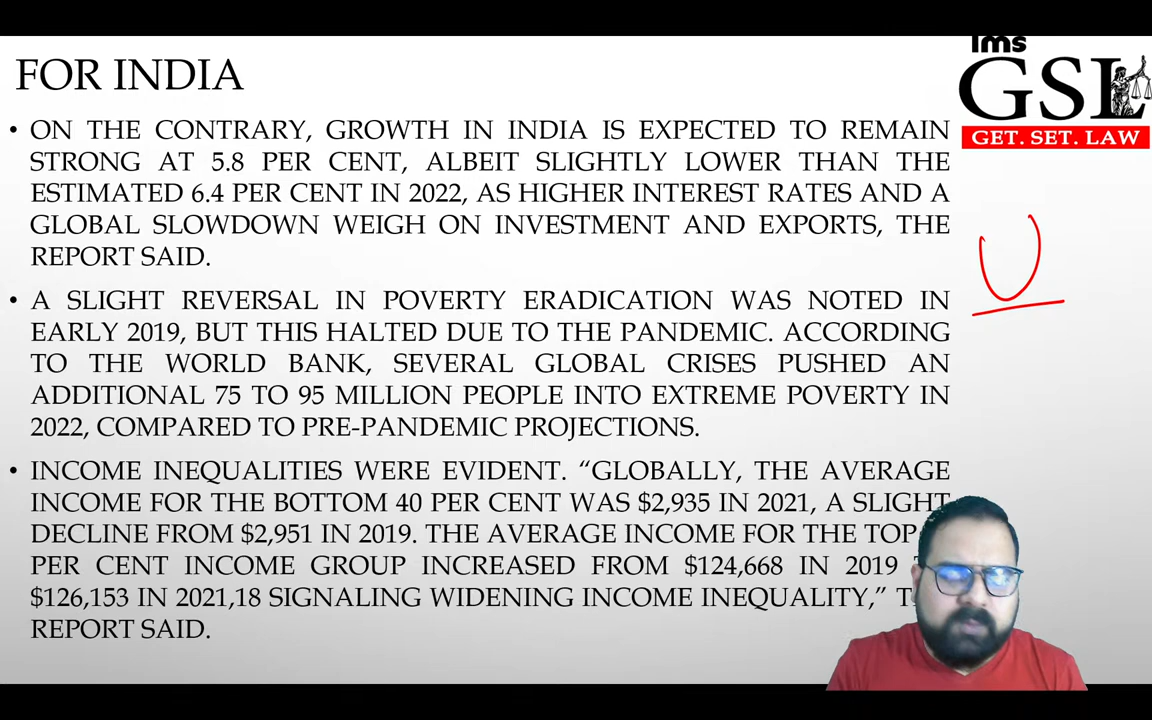 ims
GSL
GET. SET. LAW
FOR INDIA
• ON THE CONTRARY, GROWTH IN INDIA IS EXPECTED TO REMAIN
STRONG AT 5.8 PER CENT, ALBEIT SLIGHTLY LOWER THAN THE
ESTIMATED 6.4 PER CENT IN 2022, AS HIGHER INTEREST RATES AND A
GLOBAL SLOWDOWN WEIGH ON INVESTMENT AND EXPORTS, THE
REPORT SAID.
• A SLIGHT REVERSAL IN POVERTY ERADICATION WAS NOTED IN
EARLY 2019, BUT THIS HALTED DUE TO THE PANDEMIC. ACCORDING
TO THE WORLD BANK, SEVERAL GLOBAL CRISES PUSHED AN
ADDITIONAL 75 TO 95 MILLION PEOPLE INTO EXTREME POVERTY IN
2022, COMPARED TO PRE-PANDEMIC PROJECTIONS.
• INCOME INEQUALITIES WERE EVIDENT. “GLOBALLY, THE AVERAGE
INCOME FOR THE BOTTOM 40 PER CENT WAS $2,935 IN 2021, A SLIGHT
DECLINE FROM $2,951 IN 2019. THE AVERAGE INCOME FOR THE TOP
PER CENT INCOME GROUP INCREASED FROM $124,668 IN 2019
$126,153 IN 2021,18 SIGNALING WIDENING INCOME INEQUALITY,”
REPORT SAID.